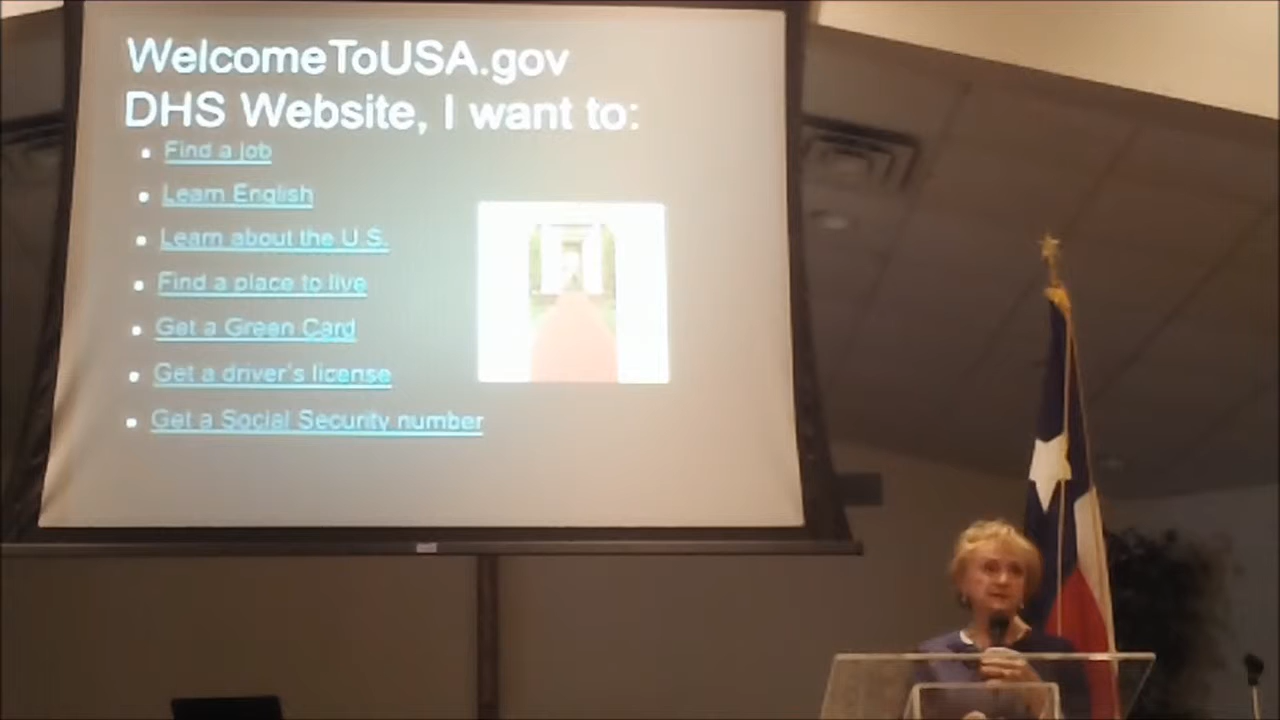 WelcomeToUSA.gov
DHS Website, I want to:
Find a job
Learn English
Learn about the U.S.
Find a place to live
Get a Green Card
Get a driver's license
Get a Social Security number